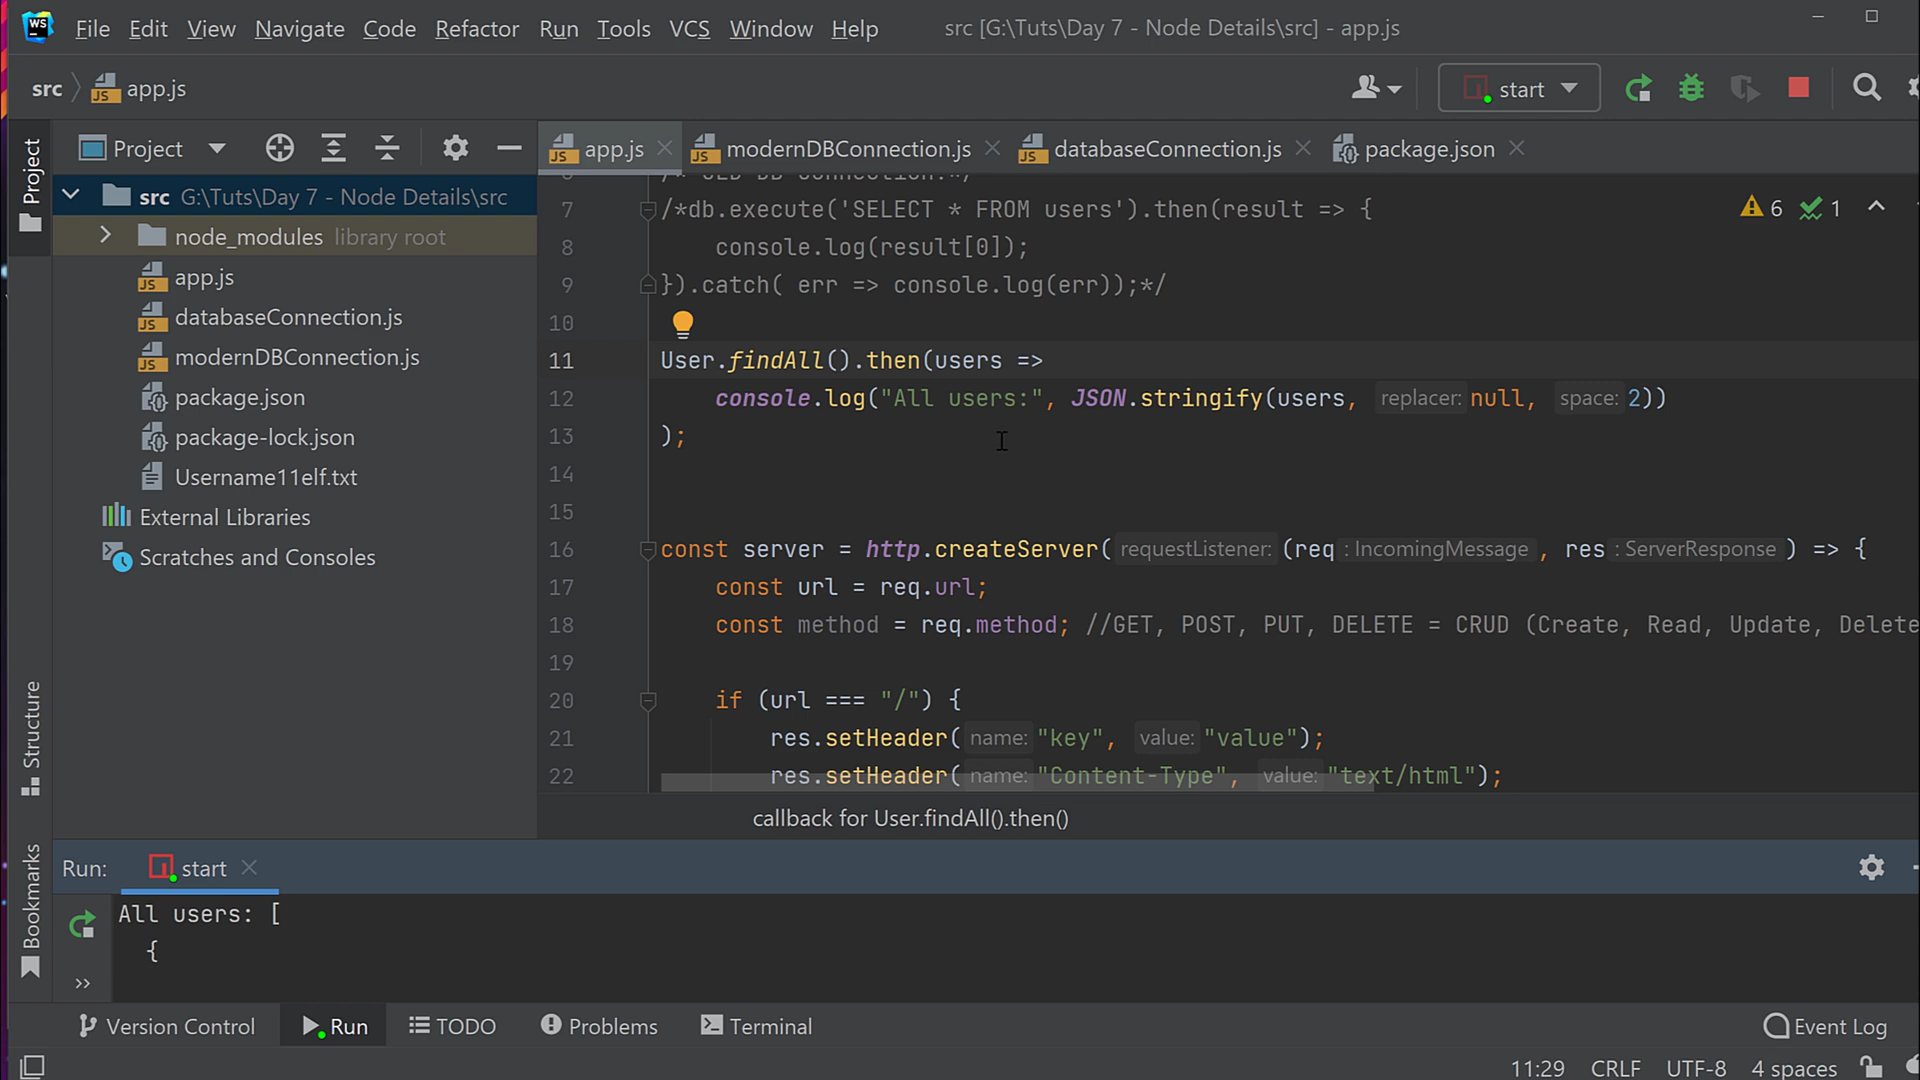 WS File Edit View Navigate Code Refactor Run Tools VCS Window Help src [G:\Tuts\Day 7 - Node Details\src] - app.js
src app.js start
Project app.js modernDBConnection.js databaseConnection.js package.json
Project
src G:\Tuts\Day 7 - Node Details\src
node_modules library root
app.js
databaseConnection.js
modernDBConnection.js
package.json
package-lock.json
Username11elf.txt
External Libraries
Scratches and Consoles
6 1
7 /*db.execute('SELECT * FROM users').then(result => {
8 console.log(result[0]);
9 }).catch( err => console.log(err));*/
10
11 User.findAll().then(users =>
12 console.log("All users:", JSON.stringify(users, replacer: null, space: 2))
13 );
14
15
16 const server = http.createServer( requestListener: (req : IncomingMessage , res : ServerResponse ) => {
17 const url = req.url;
18 const method = req.method; //GET, POST, PUT, DELETE = CRUD (Create, Read, Update, Delete
19
20 if (url === "/") {
21 res.setHeader( name: "key", value: "value");
22 res.setHeader( name: "Content-Type", value: "text/html");
callback for User.findAll().then()
Structure
Bookmarks
Run: start
All users: [
{
Version Control Run TODO Problems Terminal Event Log
11:29 CRLF UTF-8 4 spaces